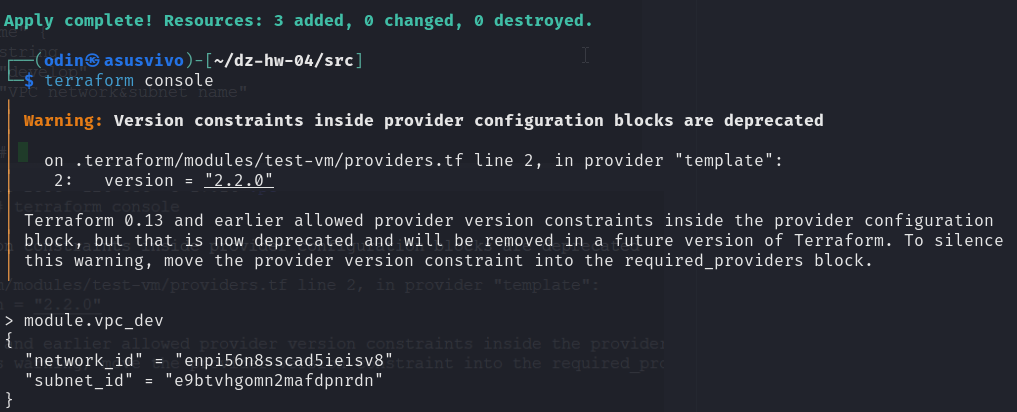 Apply complete! Resources: 3 added, 0 changed, 0 destroyed.
┌──(odin㉿asusvivo)-[~/dz-hw-04/src]
└─$ terraform console
Warning: Version constraints inside provider configuration blocks are deprecated
on .terraform/modules/test-vm/providers.tf line 2, in provider "template":
2:   version = "2.2.0"
Terraform 0.13 and earlier allowed provider version constraints inside the provider configuration
block, but that is now deprecated and will be removed in a future version of Terraform. To silence
this warning, move the provider version constraint into the required_providers block.
> module.vpc_dev
{
"network_id" = "enpi56n8sscad5ieisv8"
"subnet_id" = "e9btvhgomn2mafdpnrdn"
}